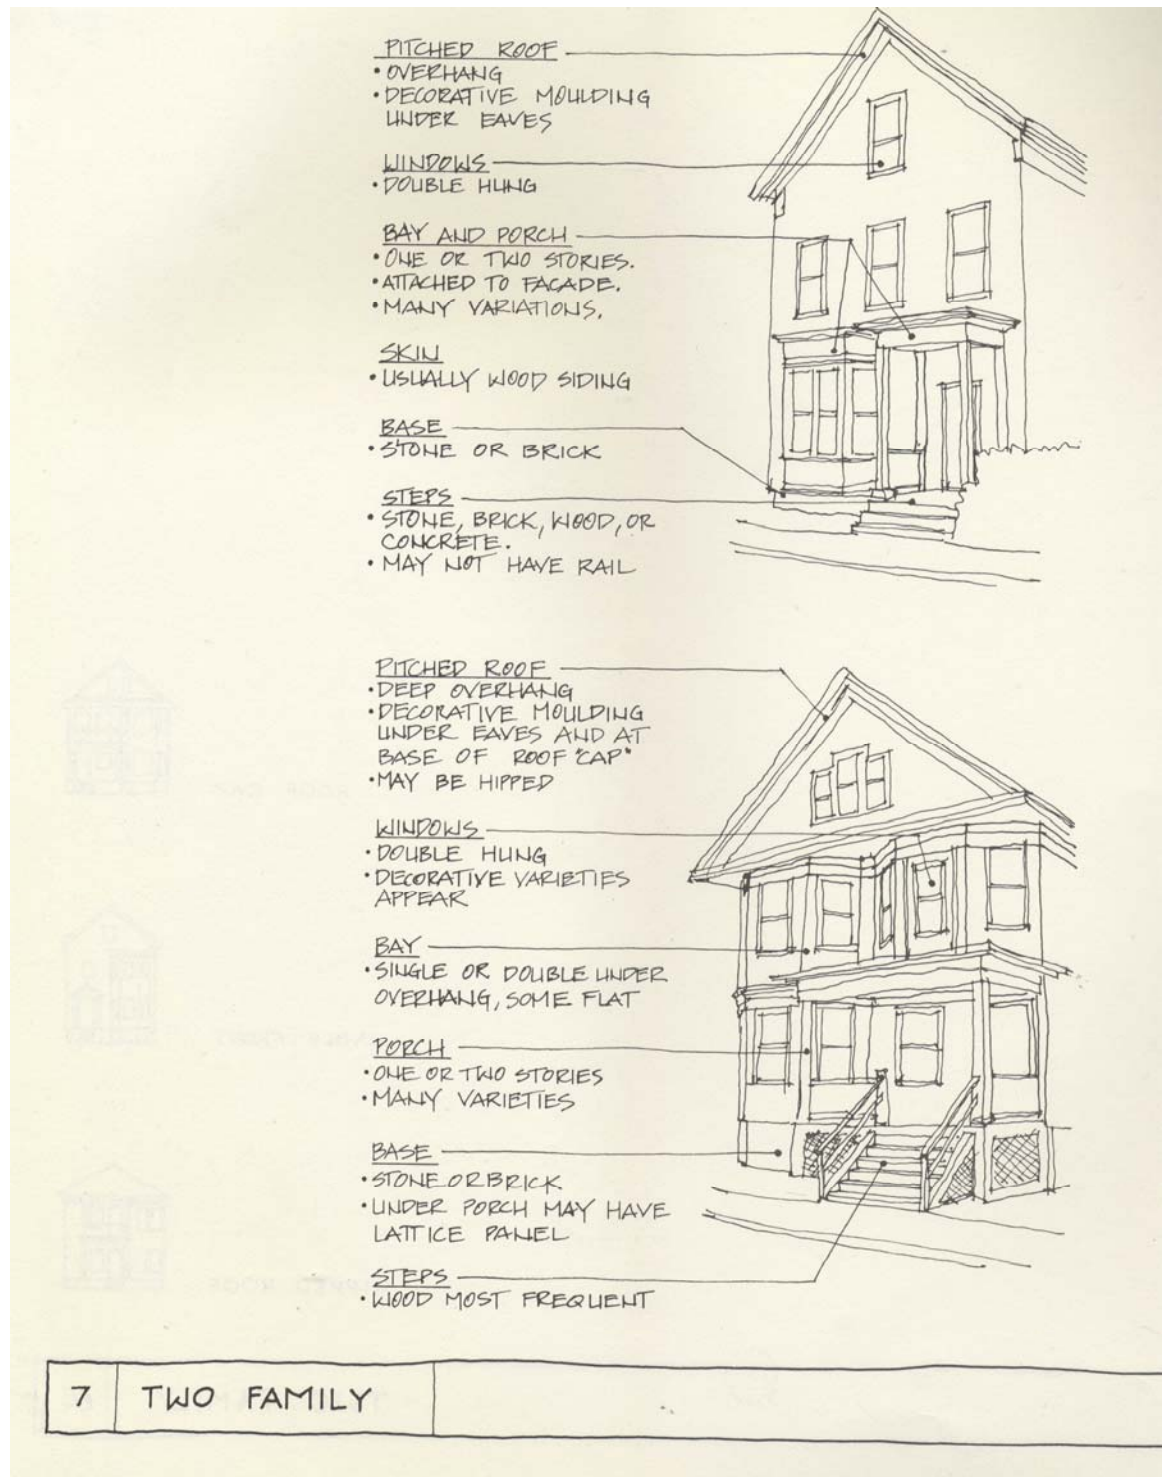 PITCHED ROOF
• OVERHANG
• DECORATIVE MOULDING
UNDER EAVES
WINDOWS
• DOUBLE HUNG
BAY AND PORCH
• ONE OR TWO STORIES.
• ATTACHED TO FACADE.
• MANY VARIATIONS.
SKIN
• USUALLY WOOD SIDING
BASE
• STONE OR BRICK
STEPS
• STONE, BRICK, WOOD, OR
CONCRETE.
• MAY NOT HAVE RAIL
PITCHED ROOF
• DEEP OVERHANG
• DECORATIVE MOULDING
UNDER EAVES AND AT
BASE OF ROOF "CAP"
• MAY BE HIPPED
WINDOWS
• DOUBLE HUNG
• DECORATIVE VARIETIES
APPEAR
BAY
• SINGLE OR DOUBLE UNDER
OVERHANG, SOME FLAT
PORCH
• ONE OR TWO STORIES
• MANY VARIETIES
BASE
• STONE OR BRICK
• UNDER PORCH MAY HAVE
LATTICE PANEL
STEPS
• WOOD MOST FREQUENT
7 TWO FAMILY